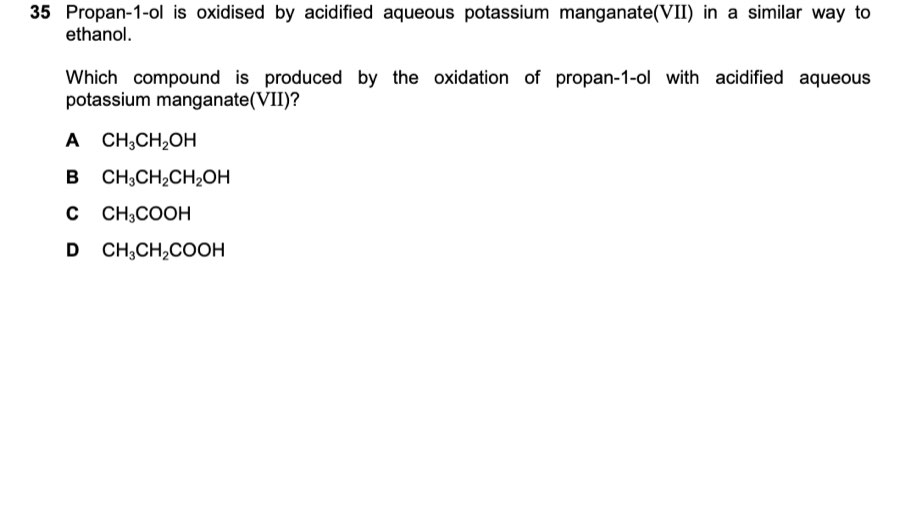 35 Propan-1-ol is oxidised by acidified aqueous potassium manganate(VII) in a similar way to
ethanol.
Which compound is produced by the oxidation of propan-1-ol with acidified aqueous
potassium manganate(VII)?
A CH₃CH₂OH
B CH₃CH₂CH₂OH
C CH₃COOH
D CH₃CH₂COOH